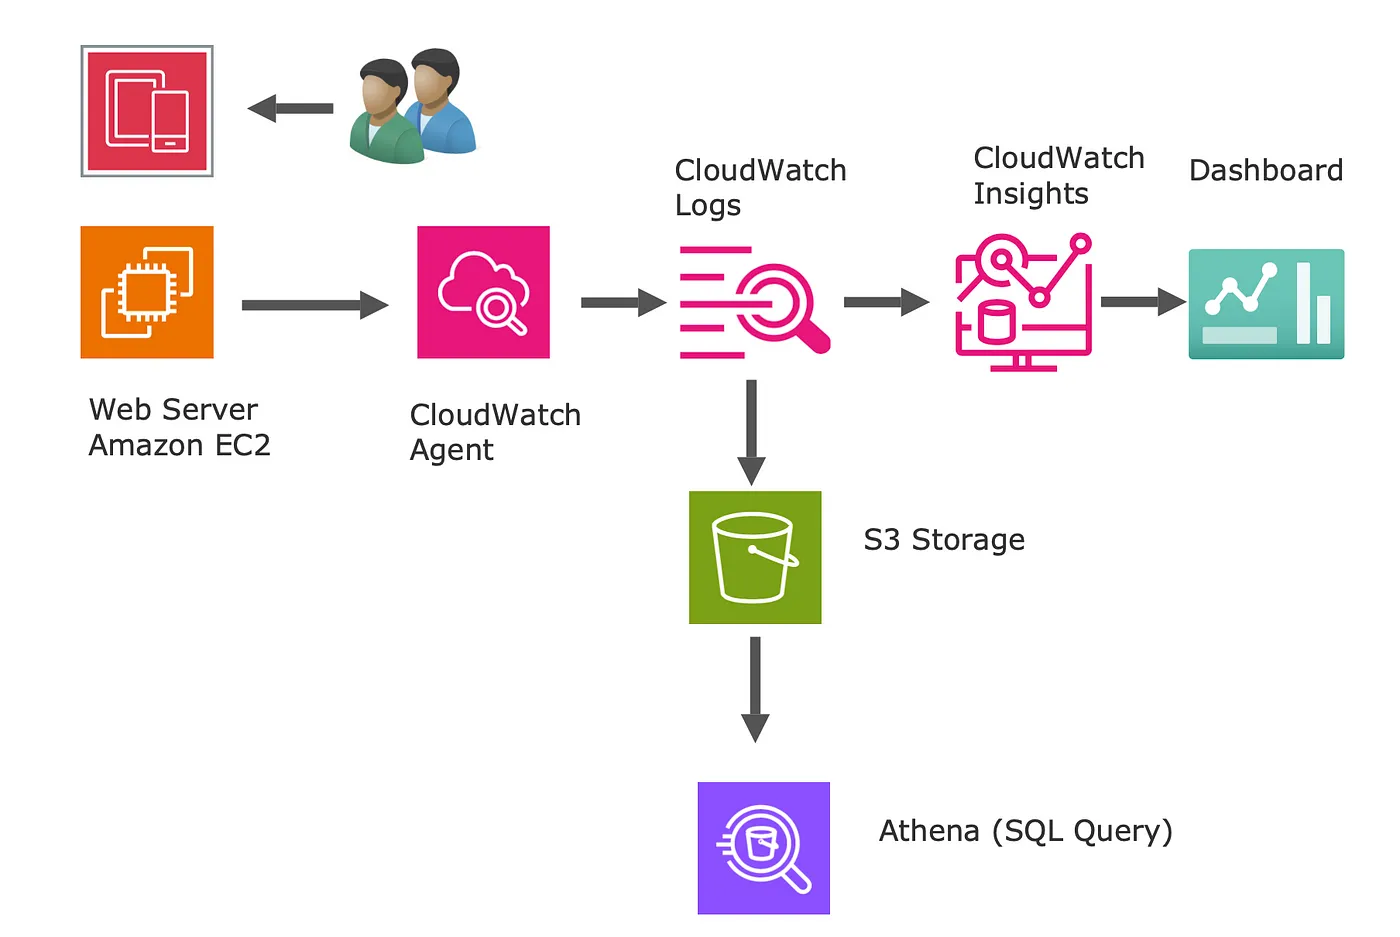 CloudWatch
Logs
CloudWatch
Insights
Dashboard
Web Server
Amazon EC2
CloudWatch
Agent
S3 Storage
Athena (SQL Query)